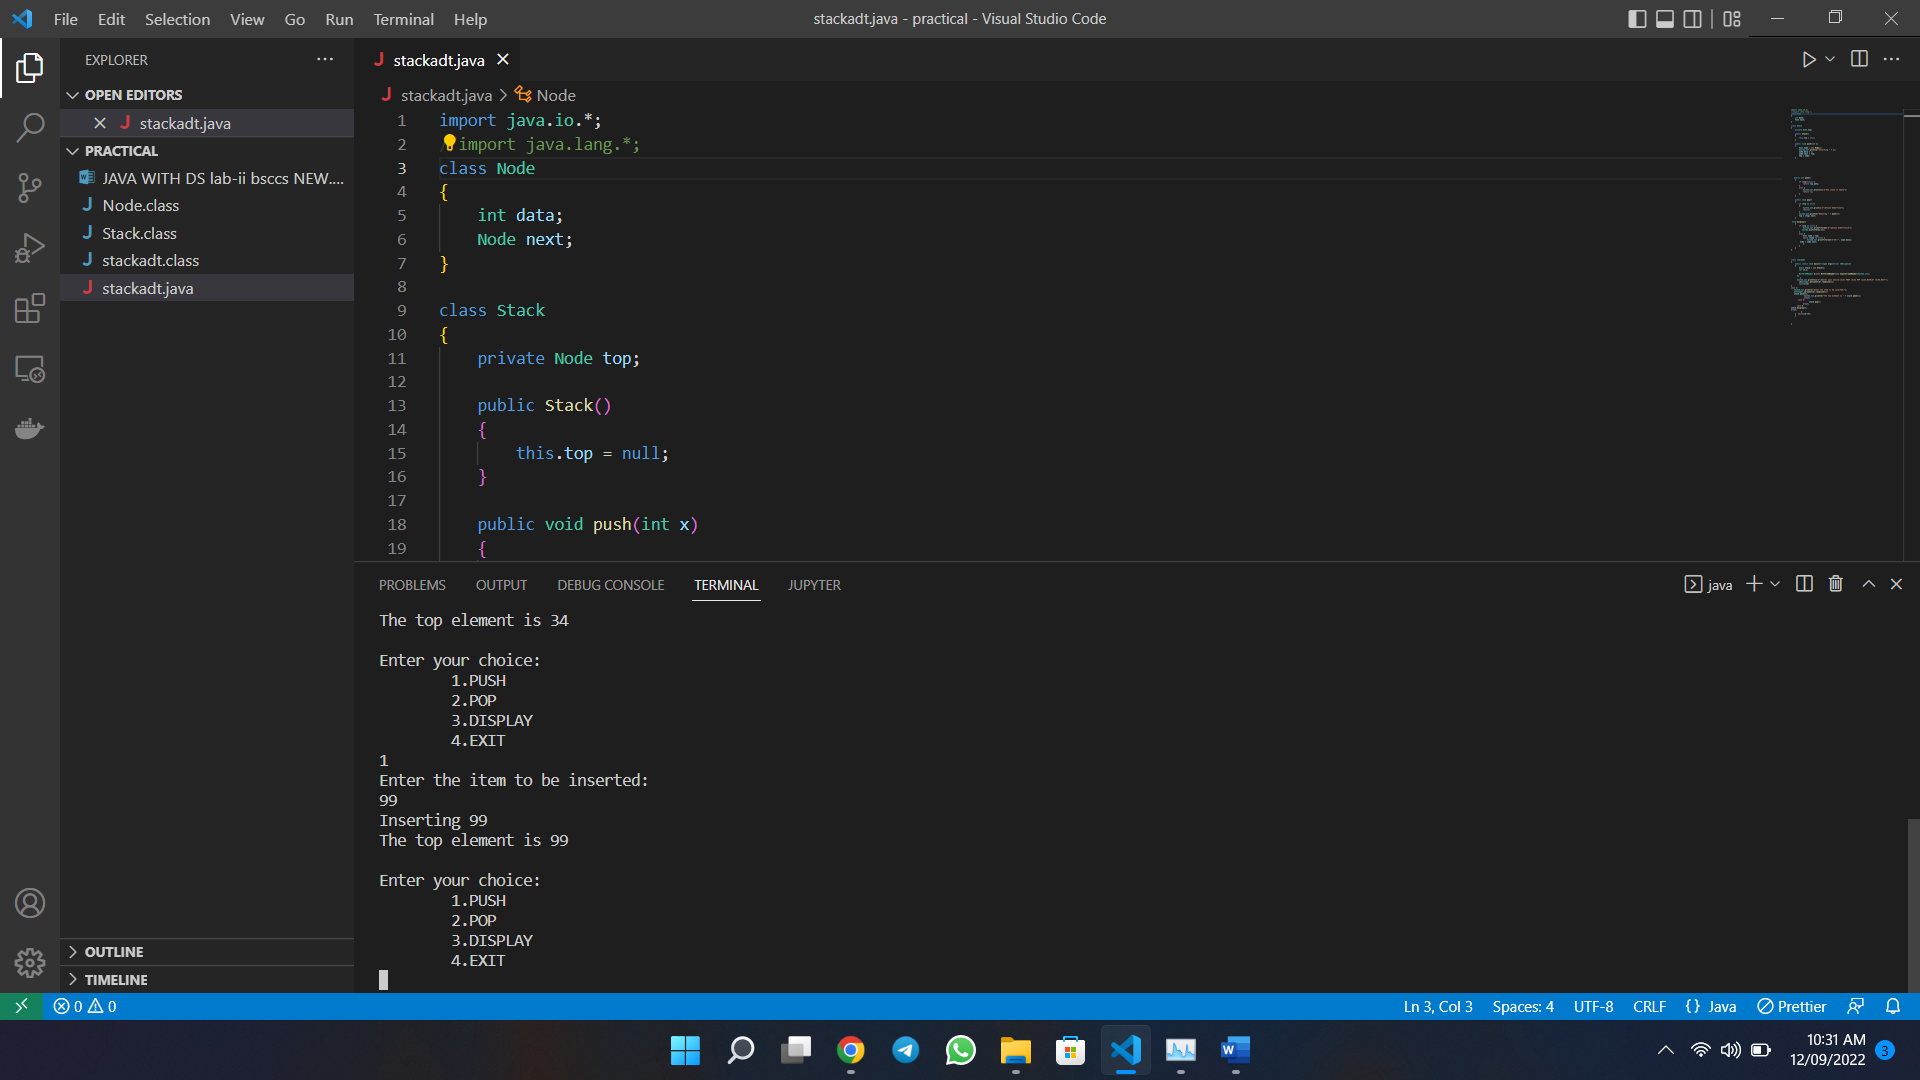 File Edit Selection View Go Run Terminal Help
stackadt.java - practical - Visual Studio Code
EXPLORER
OPEN EDITORS
stackadt.java
PRACTICAL
JAVA WITH DS lab-ii bsccs NEW....
Node.class
Stack.class
stackadt.class
stackadt.java
OUTLINE
TIMELINE
stackadt.java
stackadt.java > Node
1 import java.io.*;
2 /import java.lang.*;
3 class Node
4 {
5 int data;
6 Node next;
7 }
8
9 class Stack
10 {
11 private Node top;
12
13 public Stack()
14 {
15 this.top = null;
16 }
17
18 public void push(int x)
19 {
PROBLEMS OUTPUT DEBUG CONSOLE TERMINAL JUPYTER
java
The top element is 34
Enter your choice:
1.PUSH
2.POP
3.DISPLAY
4.EXIT
1
Enter the item to be inserted:
99
Inserting 99
The top element is 99
Enter your choice:
1.PUSH
2.POP
3.DISPLAY
4.EXIT
0 0
Ln 3, Col 3 Spaces: 4 UTF-8 CRLF {} Java Prettier
10:31 AM
12/09/2022
3